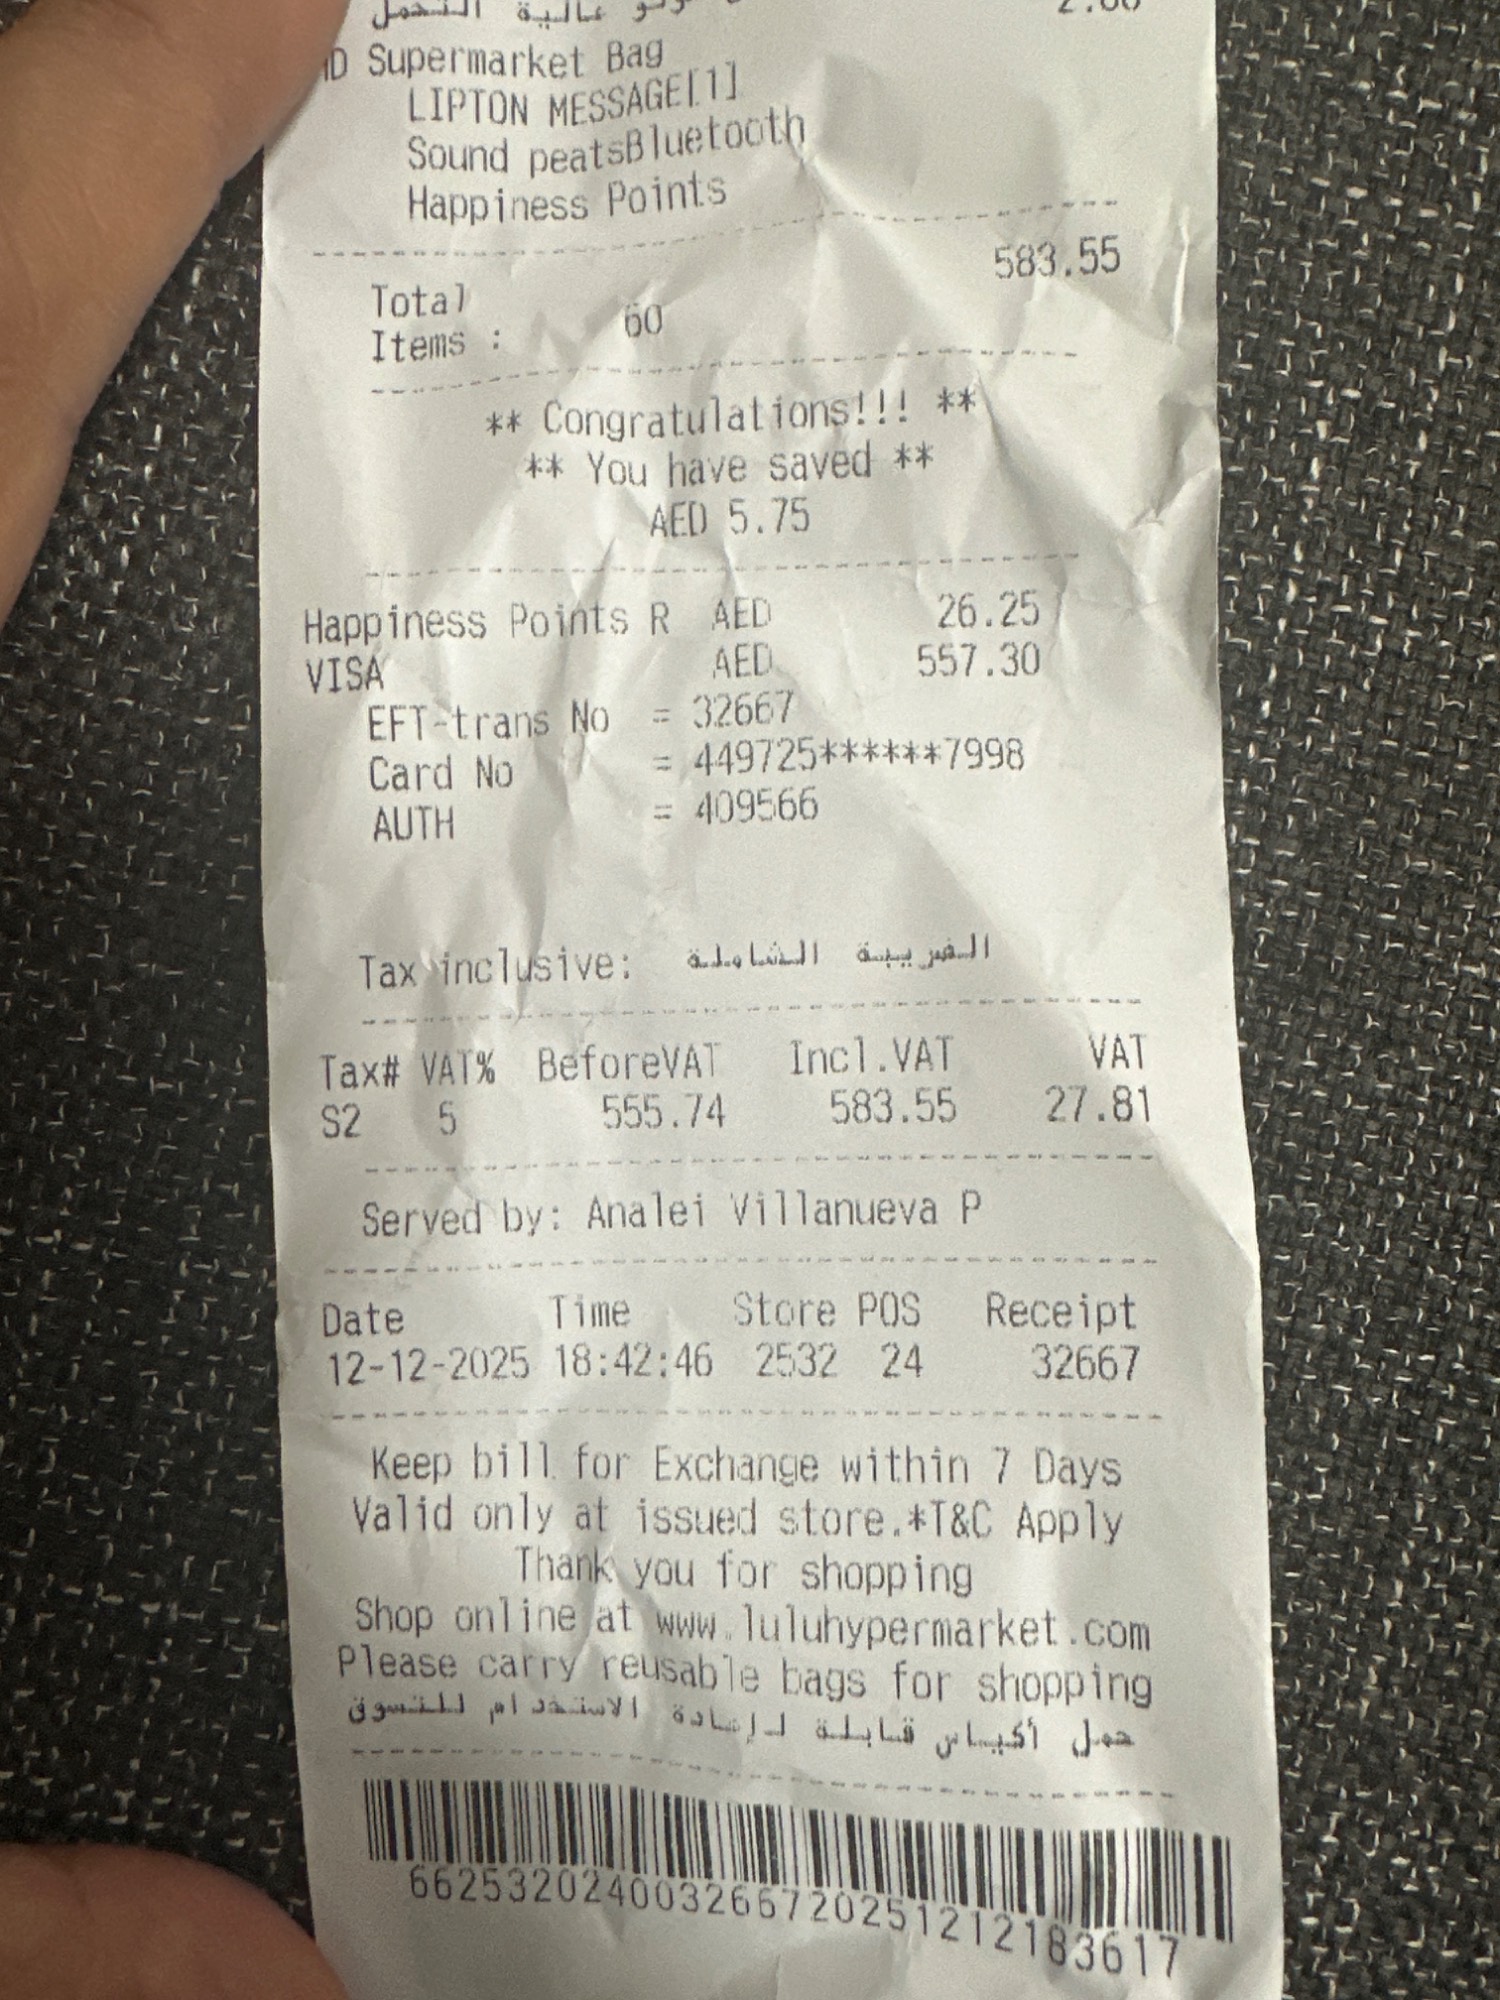 عالية التحمل
Supermarket Bag
LIPTON MESSAGE[1]
Sound peatsBluetooth
Happiness Points
Total 583.55
Items : 60
** Congratulations!!! **
** You have saved **
AED 5.75
Happiness Points R AED 26.25
VISA AED 557.30
EFT-trans No = 32667
Card No = 449725******7998
AUTH = 409566
Tax inclusive: الضريبة الشاملة
Tax# VAT% BeforeVAT Incl.VAT VAT
S2 5 555.74 583.55 27.81
Served by: Analei Villanueva P
Date Time Store POS Receipt
12-12-2025 18:42:46 2532 24 32667
Keep bill for Exchange within 7 Days
Valid only at issued store.*T&C Apply
Thank you for shopping
Shop online at www.luluhypermarket.com
Please carry reusable bags for shopping
حمل أكياس قابلة لإعادة الاستخدام للتسوق
662532024003266720251212183617